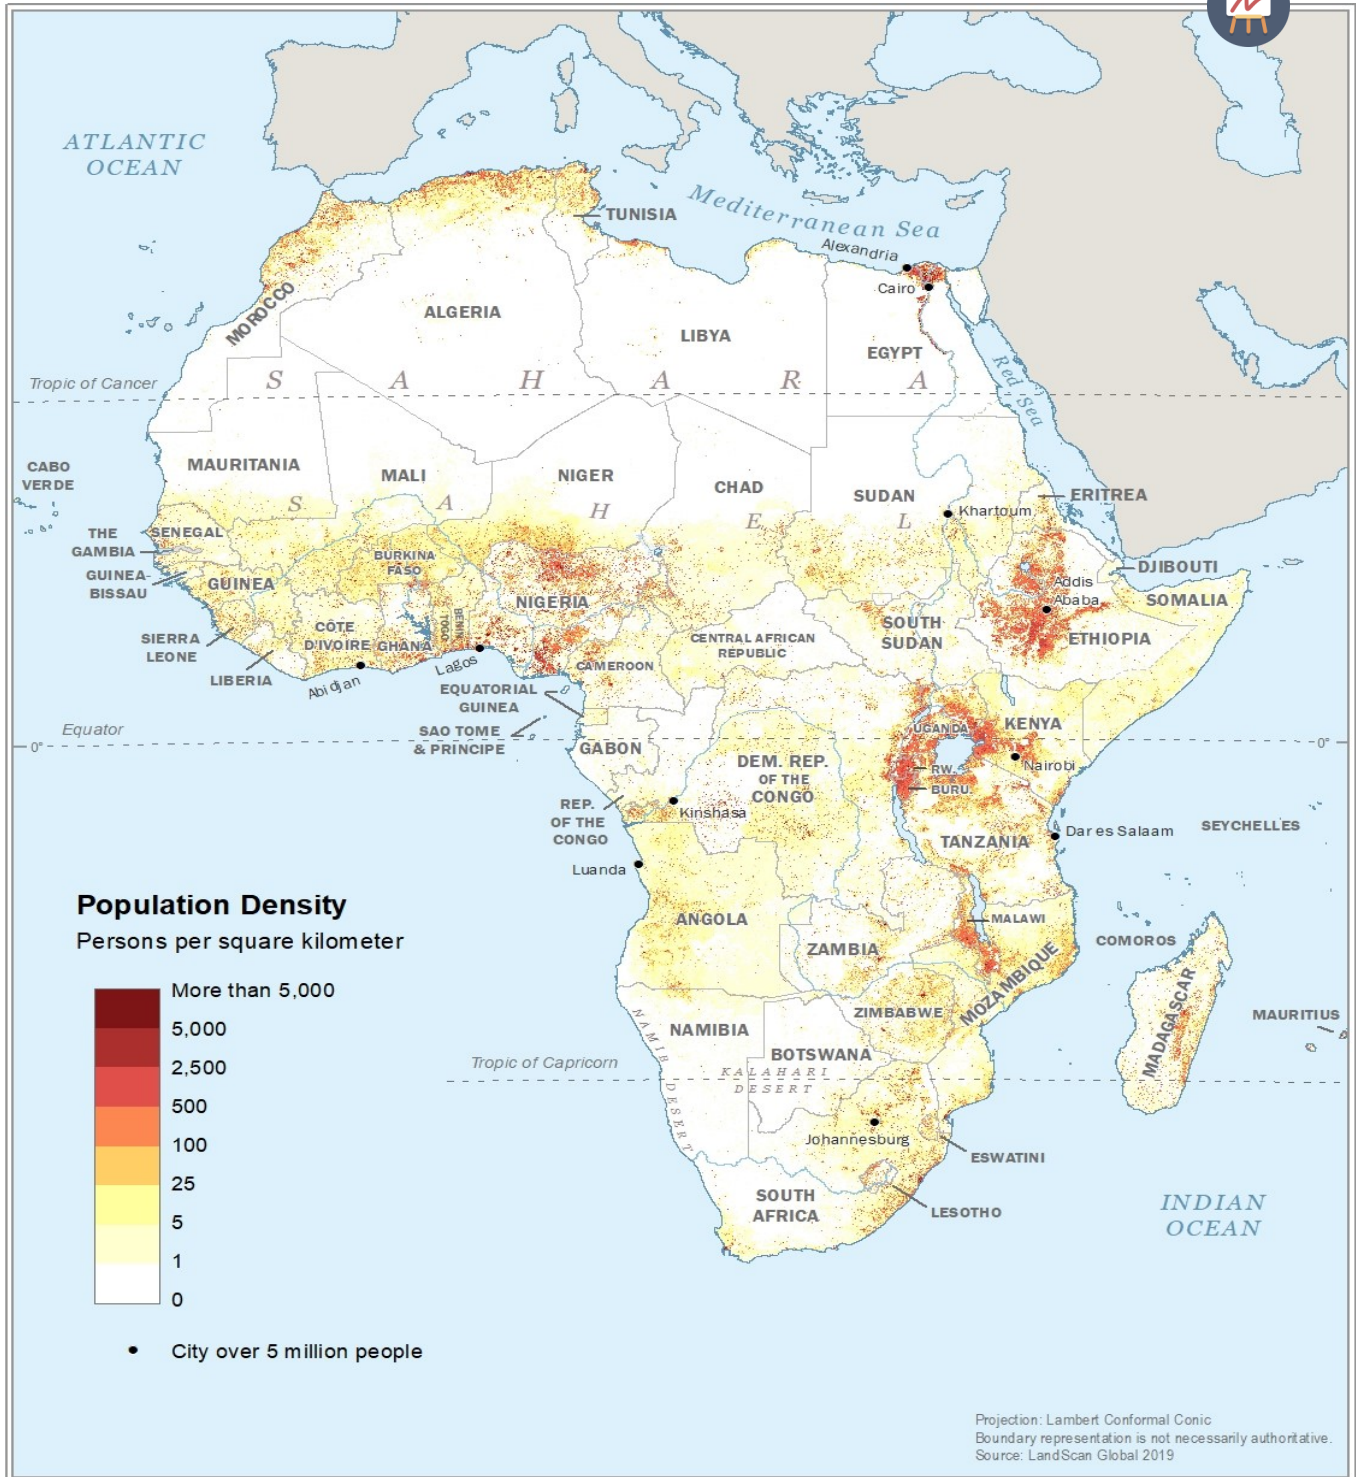 ATLANTIC
OCEAN
Mediterranean Sea
TUNISIA
Alexandria
Cairo
MOROCCO
ALGERIA
LIBYA
EGYPT
Red Sea
Tropic of Cancer
S A H A R A
CABO
VERDE
MAURITANIA
MALI
NIGER
CHAD
SUDAN
ERITREA
S A H E L
Khartoum
THE
GAMBIA
SENEGAL
GUINEA-
BISSAU
GUINEA
BURKINA
FASO
DJIBOUTI
Addis
Ababa
SOMALIA
NIGERIA
BENIN
TOGO
SIERRA
LEONE
CÔTE
D'IVOIRE
GHANA
CENTRAL AFRICAN
REPUBLIC
SOUTH
SUDAN
ETHIOPIA
LIBERIA
Abidjan
Lagos
CAMEROON
EQUATORIAL
GUINEA
SAO TOME
& PRINCIPE
Equator
0°
0°
GABON
UGANDA
KENYA
DEM. REP.
OF THE
CONGO
RW.
BURU.
Nairobi
REP.
OF THE
CONGO
Kinshasa
TANZANIA
Dar es Salaam
SEYCHELLES
Luanda
ANGOLA
MALAWI
COMOROS
ZAMBIA
MOZAMBIQUE
MADAGASCAR
ZIMBABWE
MAURITIUS
NAMIBIA
NAMIB DESERT
BOTSWANA
KALAHARI
DESERT
Tropic of Capricorn
Johannesburg
ESWATINI
SOUTH
AFRICA
LESOTHO
INDIAN
OCEAN
Population Density
Persons per square kilometer
More than 5,000
5,000
2,500
500
100
25
5
1
0
City over 5 million people
Projection: Lambert Conformal Conic
Boundary representation is not necessarily authoritative.
Source: LandScan Global 2019